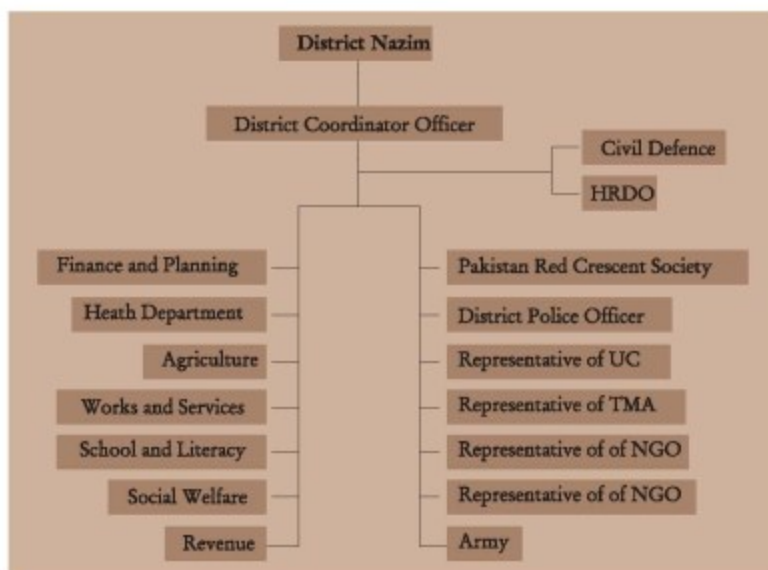 District Nazim
District Coordinator Officer
Civil Defence
HRDO
Finance and Planning
Heath Department
Agriculture
Works and Services
School and Literacy
Social Welfare
Revenue
Pakistan Red Crescent Society
District Police Officer
Representative of UC
Representative of TMA
Representative of of NGO
Representative of of NGO
Army